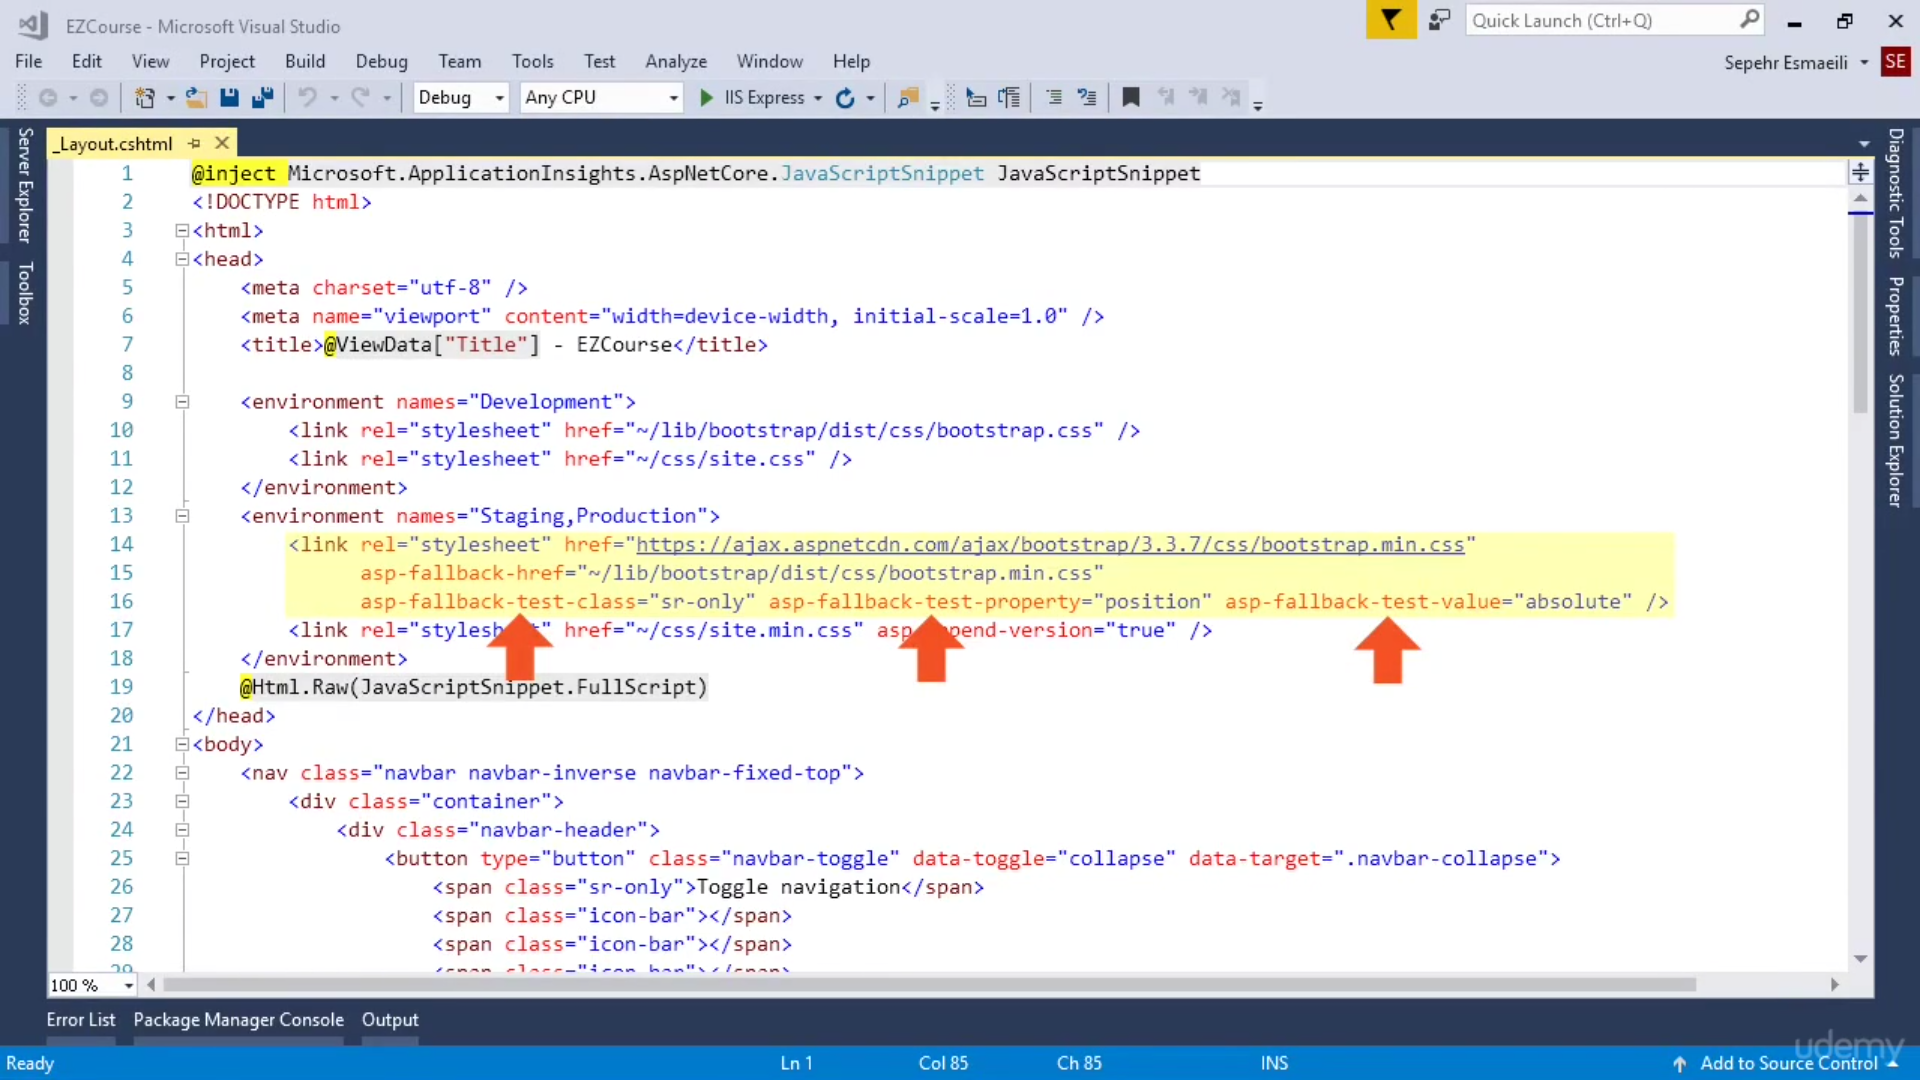 EZCourse - Microsoft Visual Studio
Quick Launch (Ctrl+Q)
File Edit View Project Build Debug Team Tools Test Analyze Window Help
Sepehr Esmaeili SE
Debug Any CPU IIS Express
Server Explorer
Toolbox
_Layout.cshtml
1 @inject Microsoft.ApplicationInsights.AspNetCore.JavaScriptSnippet JavaScriptSnippet
2 <!DOCTYPE html>
3 <html>
4 <head>
5 <meta charset="utf-8" />
6 <meta name="viewport" content="width=device-width, initial-scale=1.0" />
7 <title>@ViewData["Title"] - EZCourse</title>
8
9 <environment names="Development">
10 <link rel="stylesheet" href="~/lib/bootstrap/dist/css/bootstrap.css" />
11 <link rel="stylesheet" href="~/css/site.css" />
12 </environment>
13 <environment names="Staging,Production">
14 <link rel="stylesheet" href="https://ajax.aspnetcdn.com/ajax/bootstrap/3.3.7/css/bootstrap.min.css"
15 asp-fallback-href="~/lib/bootstrap/dist/css/bootstrap.min.css"
16 asp-fallback-test-class="sr-only" asp-fallback-test-property="position" asp-fallback-test-value="absolute" />
17 <link rel="stylesheet" href="~/css/site.min.css" asp-append-version="true" />
18 </environment>
19 @Html.Raw(JavaScriptSnippet.FullScript)
20 </head>
21 <body>
22 <nav class="navbar navbar-inverse navbar-fixed-top">
23 <div class="container">
24 <div class="navbar-header">
25 <button type="button" class="navbar-toggle" data-toggle="collapse" data-target=".navbar-collapse">
26 <span class="sr-only">Toggle navigation</span>
27 <span class="icon-bar"></span>
28 <span class="icon-bar"></span>
29 <span class="icon-bar"></span>
Diagnostic Tools
Properties
Solution Explorer
100 %
Error List Package Manager Console Output
Ready Ln 1 Col 85 Ch 85 INS Add to Source Control
udemy